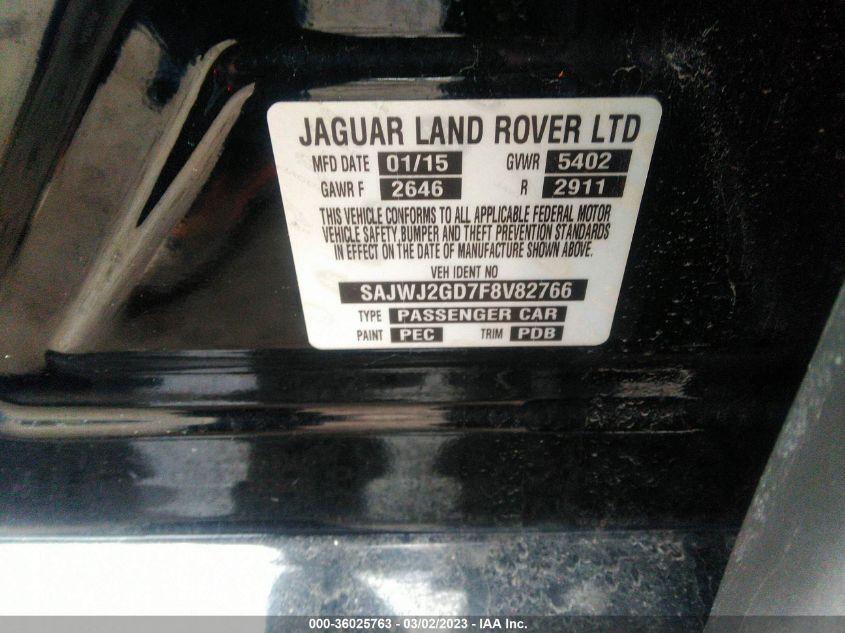 JAGUAR LAND ROVER LTD
MFD DATE 01/15 GVWR 5402
GAWR F 2646 R 2911
THIS VEHICLE CONFORMS TO ALL APPLICABLE FEDERAL MOTOR
VEHICLE SAFETY,BUMPER AND THEFT PREVENTION STANDARDS
IN EFFECT ON THE DATE OF MANUFACTURE SHOWN ABOVE.
VEH IDENT NO
SAJWJ2GD7F8V82766
TYPE PASSENGER CAR
PAINT PEC TRIM PDB
000-36025763 - 03/02/2023 - IAA Inc.